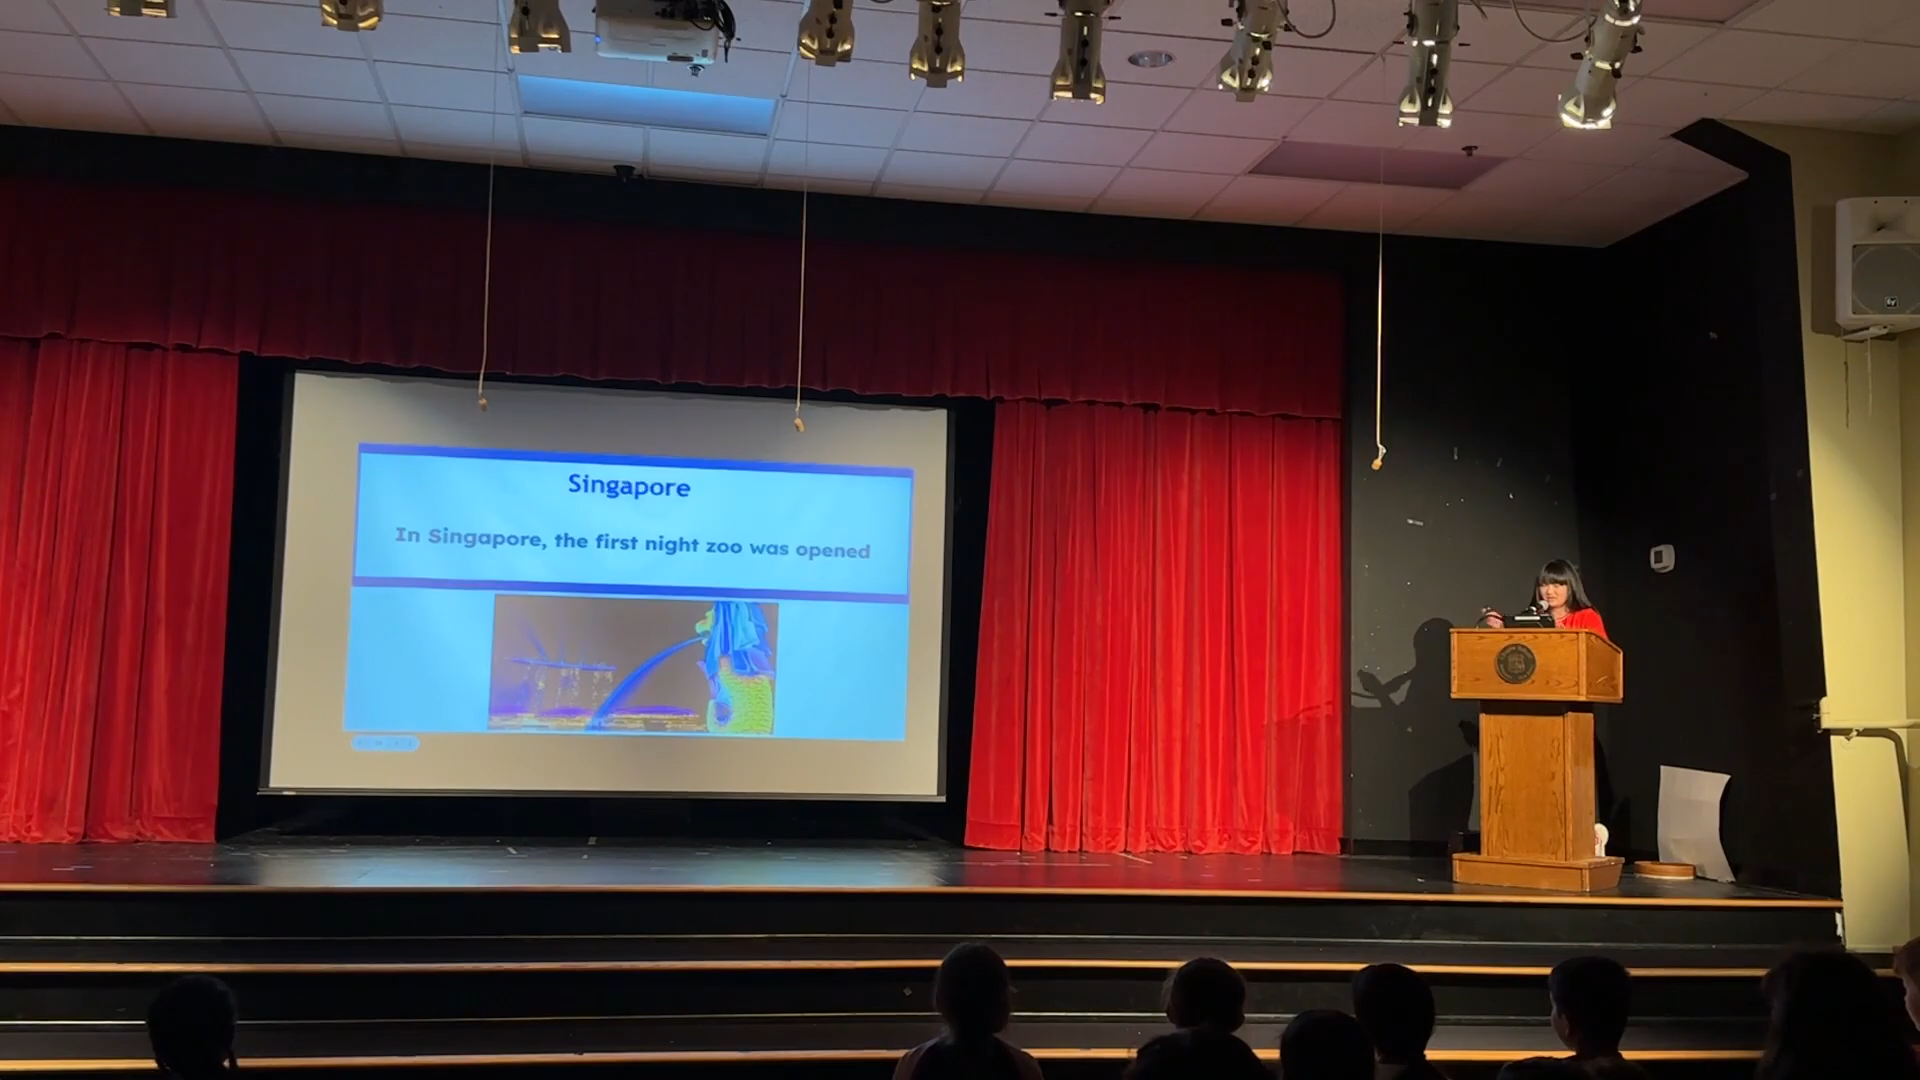 Singapore
In Singapore, the first night zoo was opened